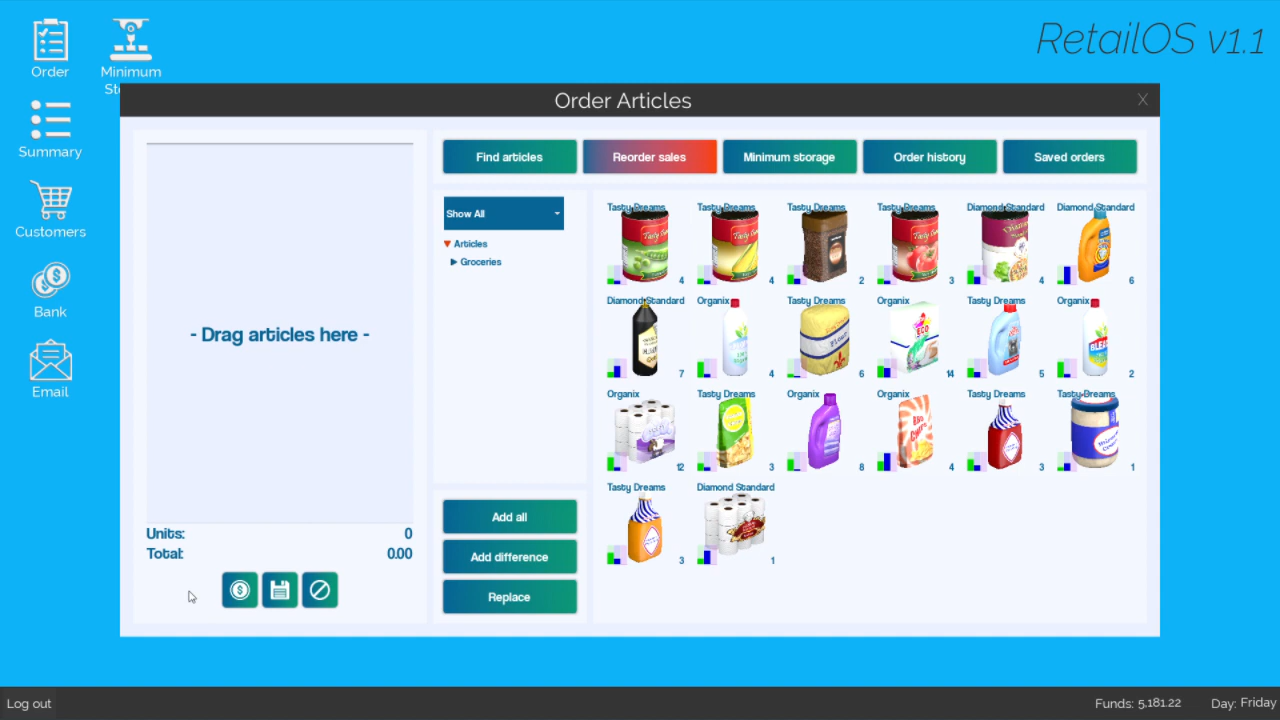 RetailOS v1.1
Order
Minimum
Summary
Customers
Bank
Email
Order Articles
X
- Drag articles here -
Units: 0
Total: 0.00
Find articles
Reorder sales
Minimum storage
Order history
Saved orders
Show All
Articles
Groceries
Add all
Add difference
Replace
Tasty Dreams Tasty Dreams Tasty Dreams Tasty Dreams Diamond Standard Diamond Standard
4 4 2 3 4 6
Diamond Standard Organix Tasty Dreams Organix Tasty Dreams Organix
ECO
BLEA
7 4 6 14 5 2
Organix Tasty Dreams Organix Organix Tasty Dreams Tasty Dreams
12 3 8 4 3 1
Tasty Dreams Diamond Standard
3 1
Log out
Funds: 5,181.22
Day: Friday